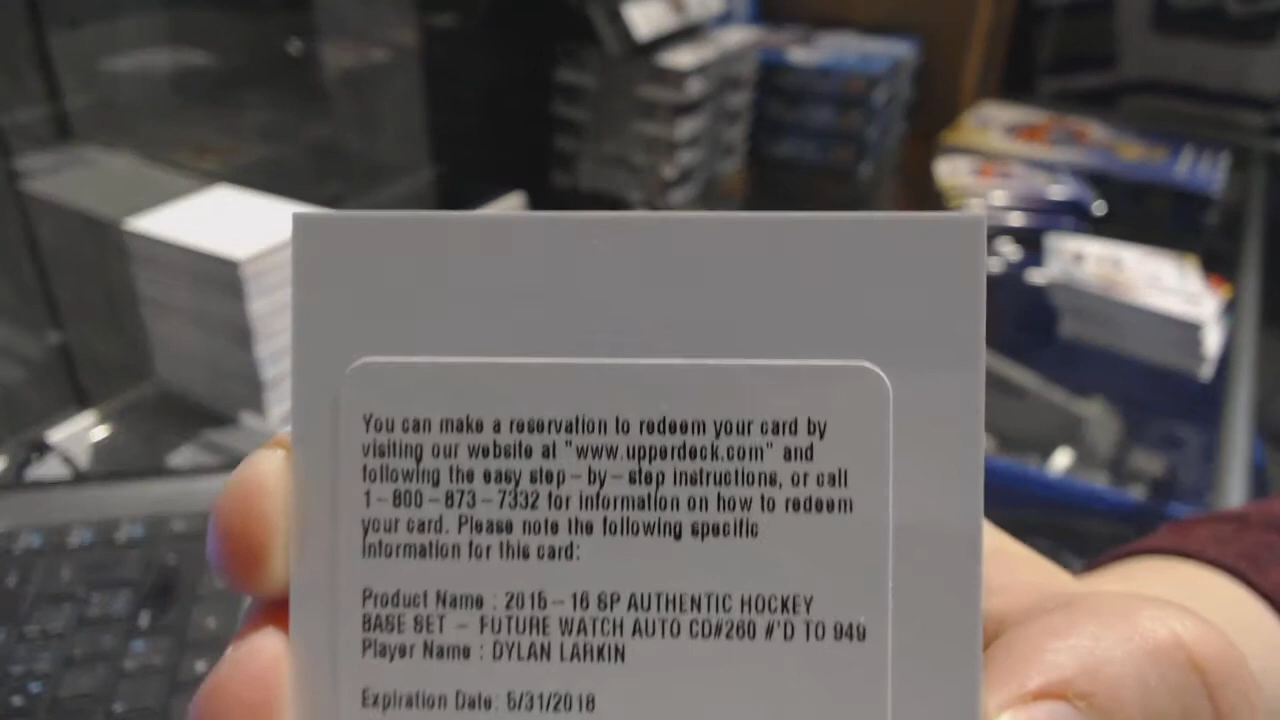 You can make a reservation to redeem your card by
visiting our website at "www.upperdeck.com" and
following the easy step-by-step instructions, or call
1-800-873-7332 for information on how to redeem
your card. Please note the following specific
information for this card:
Product Name : 2015-16 SP AUTHENTIC HOCKEY
BASE SET - FUTURE WATCH AUTO CD#260 #'D TO 949
Player Name : DYLAN LARKIN
Expiration Date: 5/31/2018